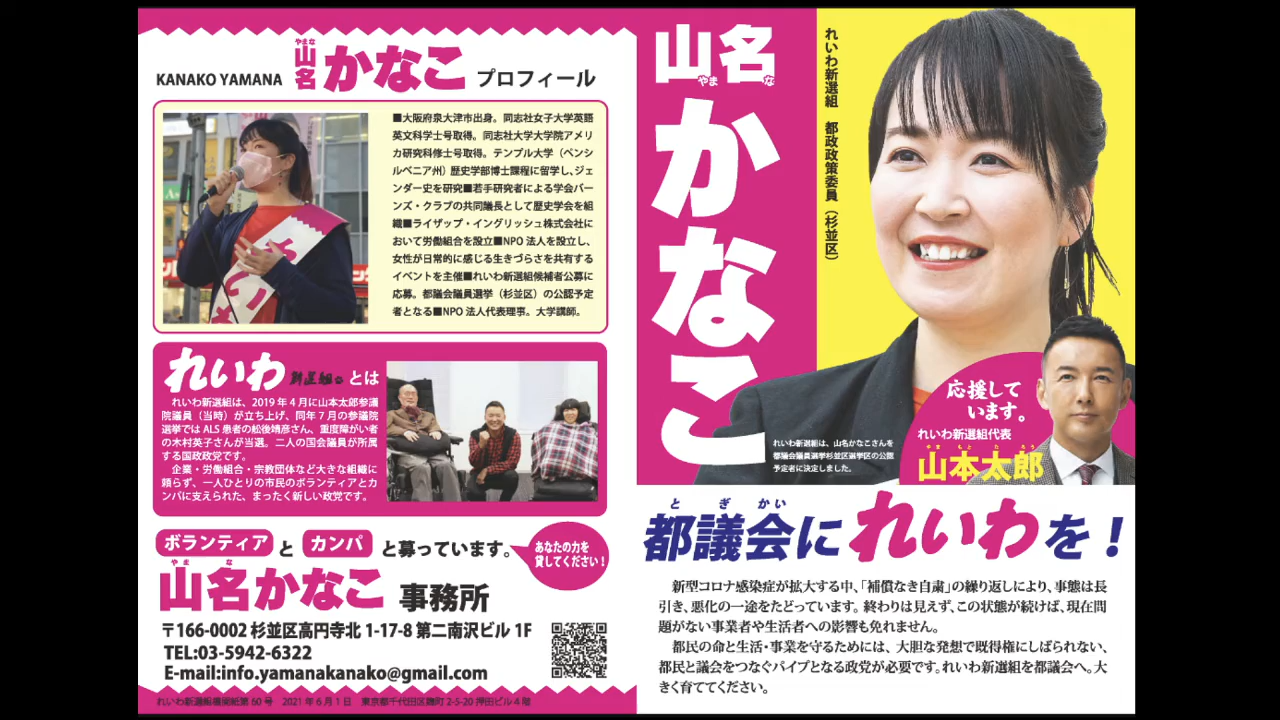 KANAKO YAMANA 山名 かなこ プロフィール
やまな
■大阪府泉大津市出身。同志社女子大学英語
英文科学士号取得。同志社大学大学院アメリ
カ研究科修士号取得。テンプル大学（ペンシ
ルベニア州）歴史学部博士課程に留学し、ジェ
ンダー史を研究■若手研究者による学会バー
ンズ・クラブの共同議長として歴史学会を組
織■ライザップ・イングリッシュ株式会社に
おいて労働組合を設立■NPO 法人を設立し、
女性が日常的に感じる生きづらさを共有する
イベントを主催■れいわ新選組候補者公募に
応募。都議会議員選挙（杉並区）の公認予定
者となる■NPO 法人代表理事。大学講師。
れいわ新選組 とは
れいわ新選組は、2019 年 4 月に山本太郎参議
院議員（当時）が立ち上げ、同年 7 月の参議院
選挙では ALS 患者の舩後靖彦さん、重度障がい者
の木村英子さんが当選。二人の国会議員が所属
する国政政党です。
企業・労働組合・宗教団体など大きな組織に
頼らず、一人ひとりの市民のボランティアとカ
ンパに支えられた、まったく新しい政党です。
ボランティア と カンパ と募っています。
あなたの力を
貸してください！
やま な
山名かなこ 事務所
〒166-0002 杉並区高円寺北 1-17-8 第二南沢ビル 1F
TEL:03-5942-6322
E-mail:info.yamanakanako@gmail.com
れいわ新選組機関紙第 60 号 2021 年 6 月 1 日 東京都千代田区麹町 2-5-20 押田ビル 4 階
山名
やま な
かなこ
れいわ新選組 都政政策委員（杉並区）
れいわ新選組は、山名かなこさんを
都議会議員選挙杉並区選挙区の公認
予定者に決定しました。
応援して
います。
れいわ新選組代表
やま もと た ろう
山本太郎
と ぎ かい
都議会にれいわを！
新型コロナ感染症が拡大する中、「補償なき自粛」の繰り返しにより、事態は長
引き、悪化の一途をたどっています。終わりは見えず、この状態が続けば、現在問
題がない事業者や生活者への影響も免れません。
都民の命と生活・事業を守るためには、大胆な発想で既得権にしばられない、
都民と議会をつなぐパイプとなる政党が必要です。れいわ新選組を都議会へ。大
きく育ててください。